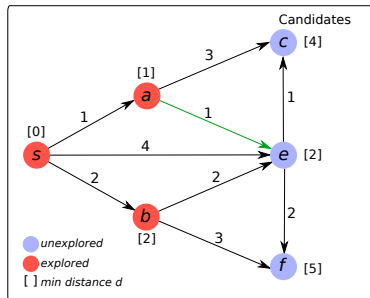 Candidates
c [4]
3
[1]
a
1
1
1
[0]
s
4
e [2]
2
2
2
b
[2]
3
f [5]
unexplored
explored
[ ] min distance d